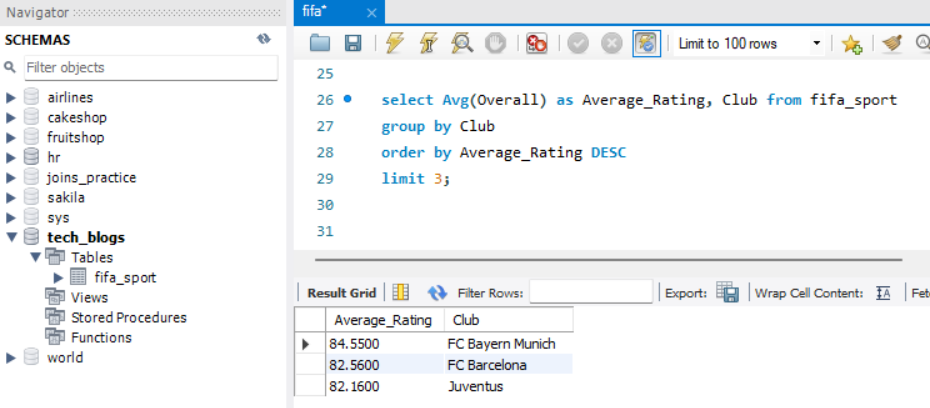 Navigator
SCHEMAS
Filter objects
airlines
cakeshop
fruitshop
hr
joins_practice
sakila
sys
tech_blogs
Tables
fifa_sport
Views
Stored Procedures
Functions
world
fifa*
Limit to 100 rows
25
26 select Avg(Overall) as Average_Rating, Club from fifa_sport
27 group by Club
28 order by Average_Rating DESC
29 limit 3;
30
31
Result Grid Filter Rows: Export: Wrap Cell Content: IA
Average_Rating Club
84.5500 FC Bayern Munich
82.5600 FC Barcelona
82.1600 Juventus